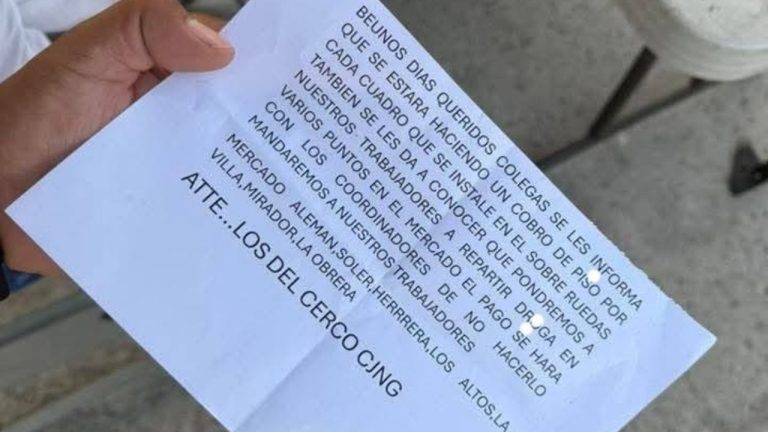 BEUNOS DIAS QUERIDOS COLEGAS SE LES INFORMA
QUE SE ESTARA HACIENDO UN COBRO DE PISO POR
CADA CUADRO QUE SE INSTALE EN EL SOBRE RUEDAS
TAMBIEN SE LES DA A CONOCER QUE PONDREMOS A
NUESTROS TRABAJADORES A REPARTIR DROGA EN
VARIOS PUNTOS EN EL MERCADO EL PAGO SE HARA
CON LOS COORDINADORES DE NO HACERLO
MANDAREMOS A NUESTROS TRABAJADORES
MERCADO ALEMAN,SOLER,HERRRERA,LOS ALTOS,LA
VILLA,MIRADOR,LA OBRERA
ATTE...LOS DEL CERCO CJNG